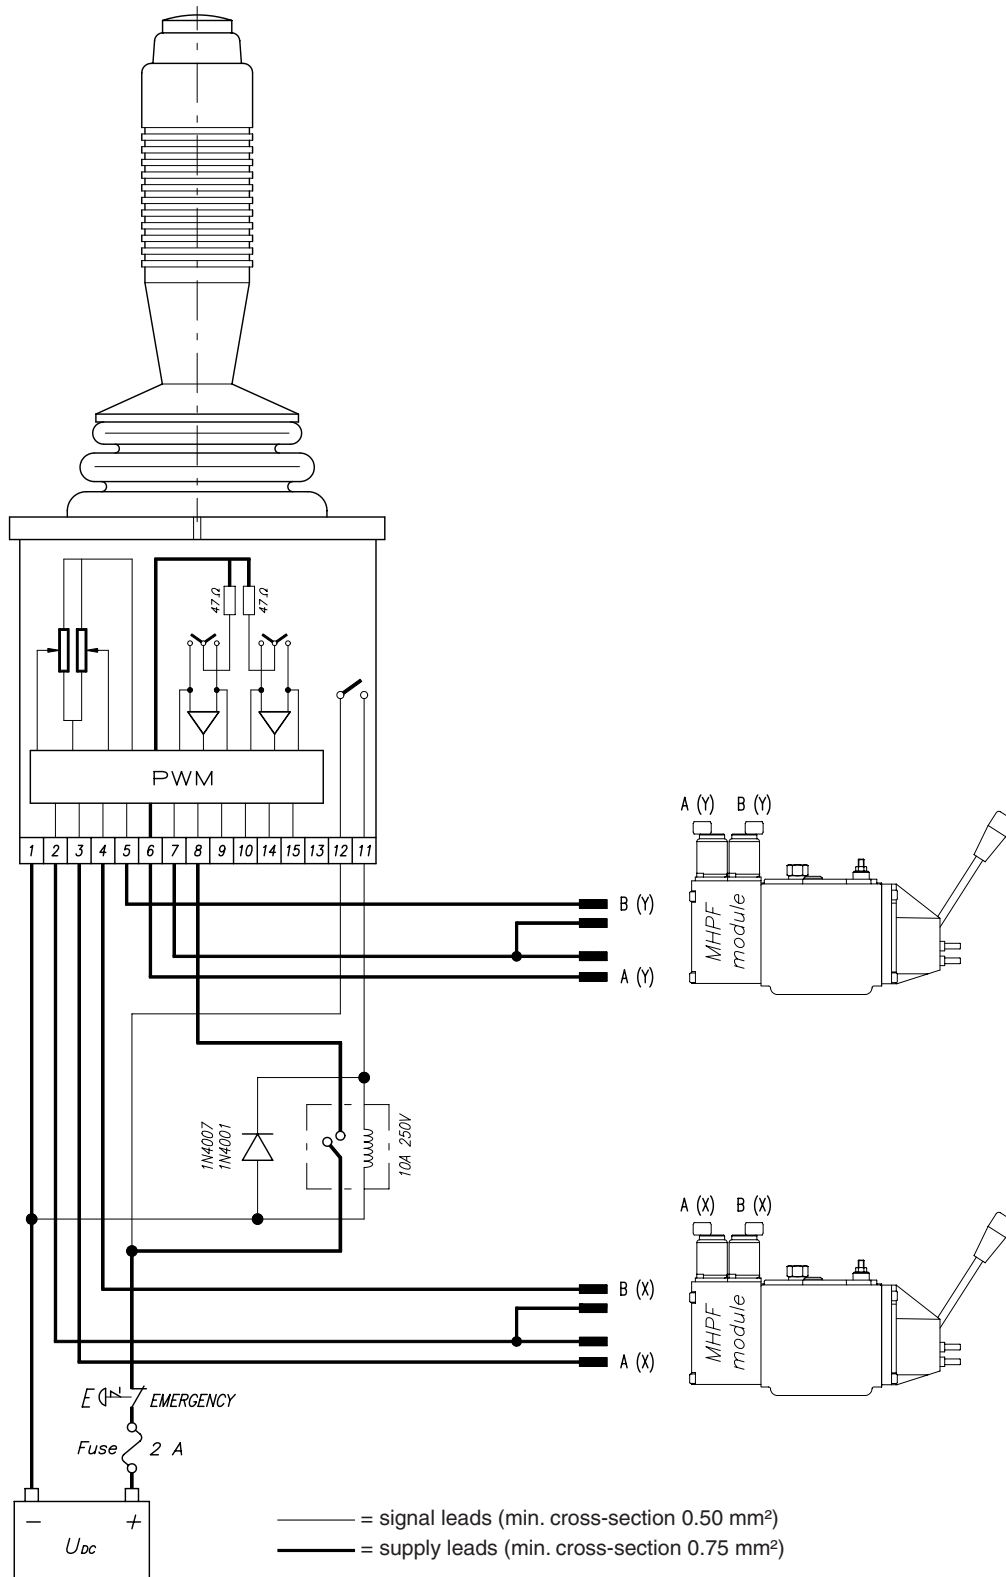 47Ω 47Ω
PWM
1 2 3 4 5 6 7 8 9 10 14 15 13 12 11
A (Y) B (Y)
MHPF
module
B (Y)
A (Y)
1N4007
1N4001
10A 250V
A (X) B (X)
MHPF
module
B (X)
A (X)
E EMERGENCY
Fuse 2 A
− +
UDC
= signal leads (min. cross-section 0.50 mm²)
= supply leads (min. cross-section 0.75 mm²)